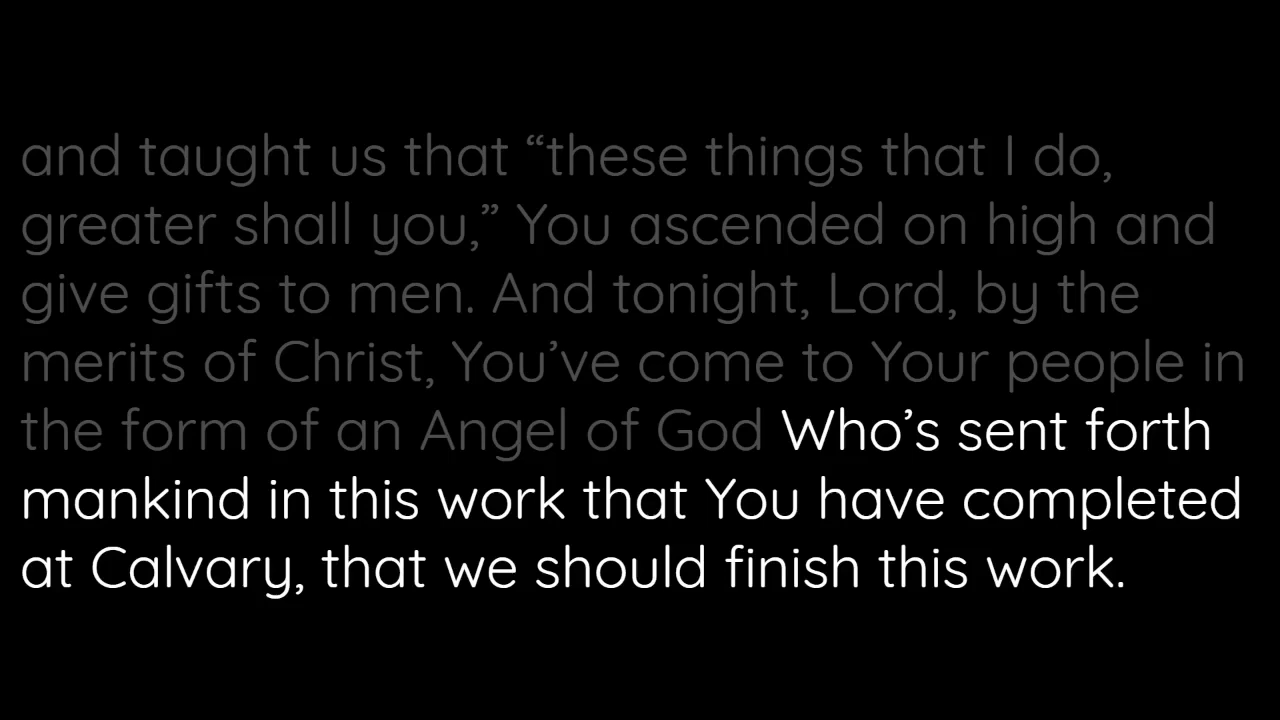 and taught us that “these things that I do,
greater shall you,” You ascended on high and
give gifts to men. And tonight, Lord, by the
merits of Christ, You’ve come to Your people in
the form of an Angel of God Who’s sent forth
mankind in this work that You have completed
at Calvary, that we should finish this work.